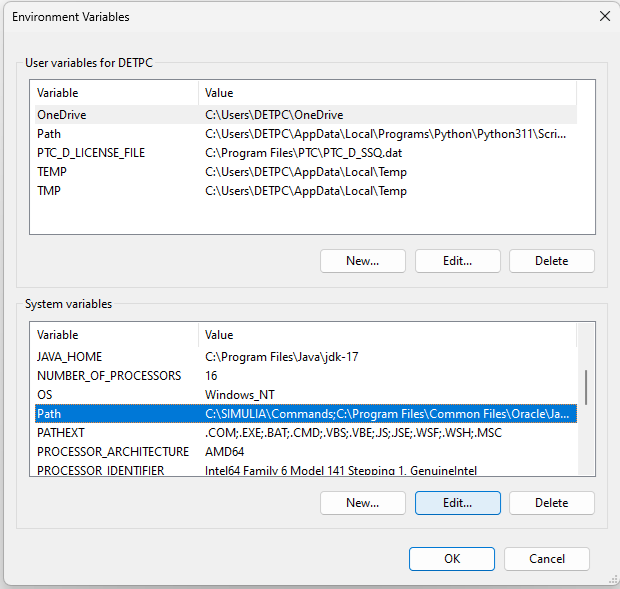 Environment Variables
User variables for DETPC
Variable Value
OneDrive C:\Users\DETPC\OneDrive
Path C:\Users\DETPC\AppData\Local\Programs\Python\Python311\Scri...
PTC_D_LICENSE_FILE C:\Program Files\PTC\PTC_D_SSQ.dat
TEMP C:\Users\DETPC\AppData\Local\Temp
TMP C:\Users\DETPC\AppData\Local\Temp
New... Edit... Delete
System variables
Variable Value
JAVA_HOME C:\Program Files\Java\jdk-17
NUMBER_OF_PROCESSORS 16
OS Windows_NT
Path C:\SIMULIA\Commands;C:\Program Files\Common Files\Oracle\Ja...
PATHEXT .COM;.EXE;.BAT;.CMD;.VBS;.VBE;.JS;.JSE;.WSF;.WSH;.MSC
PROCESSOR_ARCHITECTURE AMD64
PROCESSOR_IDENTIFIER Intel64 Family 6 Model 141 Stepping 1, GenuineIntel
New... Edit... Delete
OK Cancel